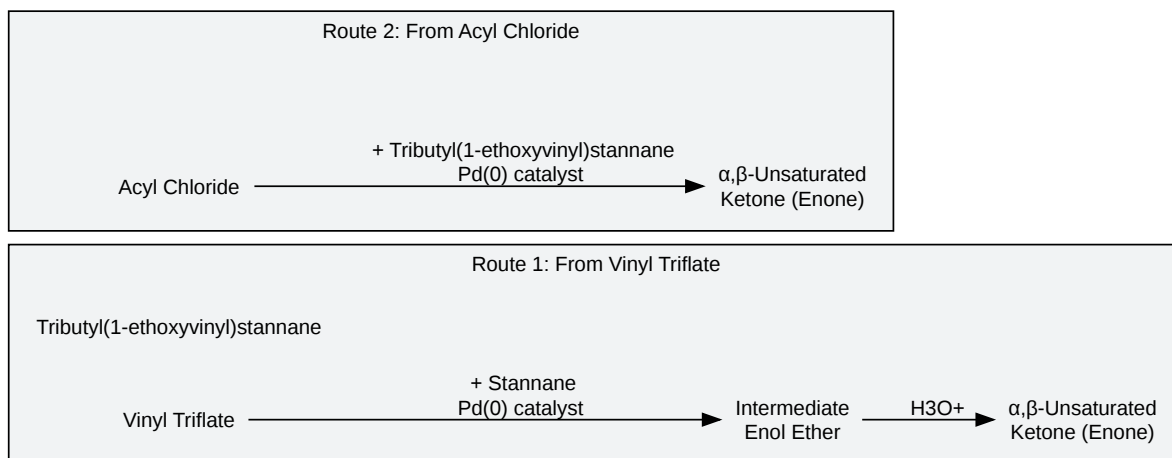 Route 2: From Acyl Chloride
+ Tributyl(1-ethoxyvinyl)stannane
Pd(0) catalyst
Acyl Chloride
α,β-Unsaturated
Ketone (Enone)
Route 1: From Vinyl Triflate
Tributyl(1-ethoxyvinyl)stannane
+ Stannane
Pd(0) catalyst
Vinyl Triflate
Intermediate
Enol Ether
H3O+
α,β-Unsaturated
Ketone (Enone)